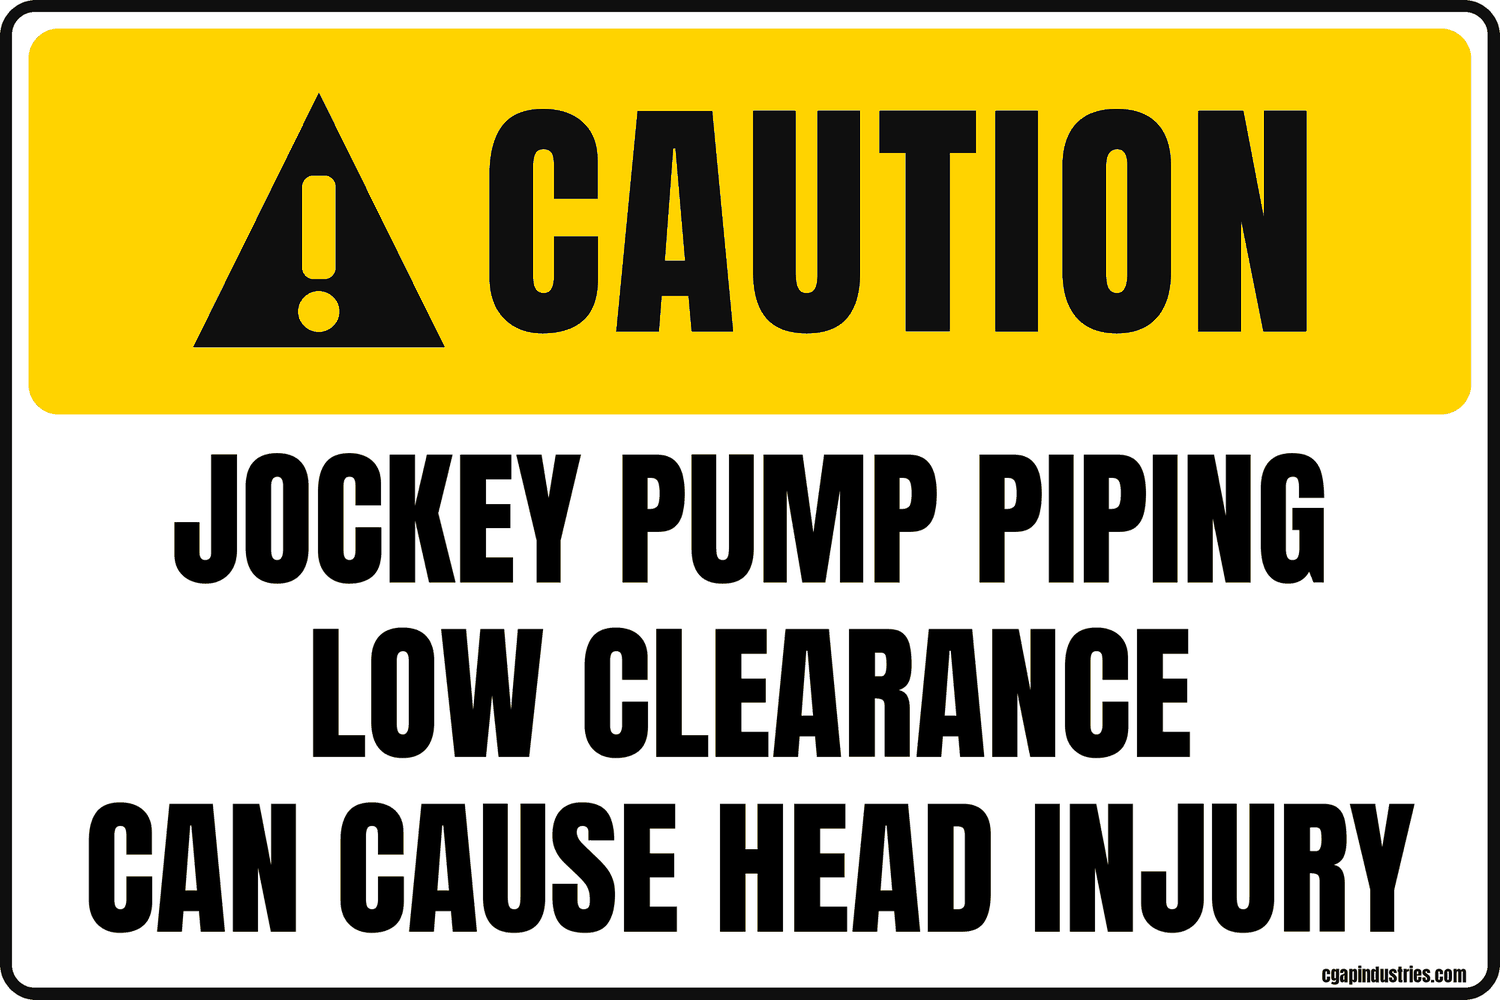 CAUTION
JOCKEY PUMP PIPING
LOW CLEARANCE
CAN CAUSE HEAD INJURY
cgapindustries.com